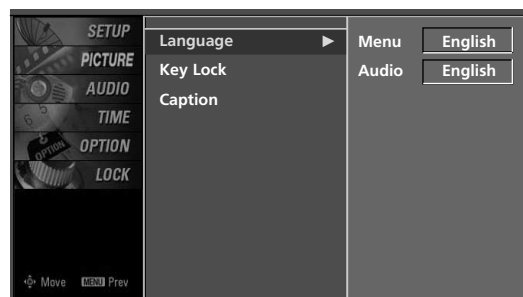 SETUP
PICTURE
AUDIO
TIME
OPTION
LOCK
Move MENU Prev
Language ▶
Key Lock
Caption
Menu English
Audio English